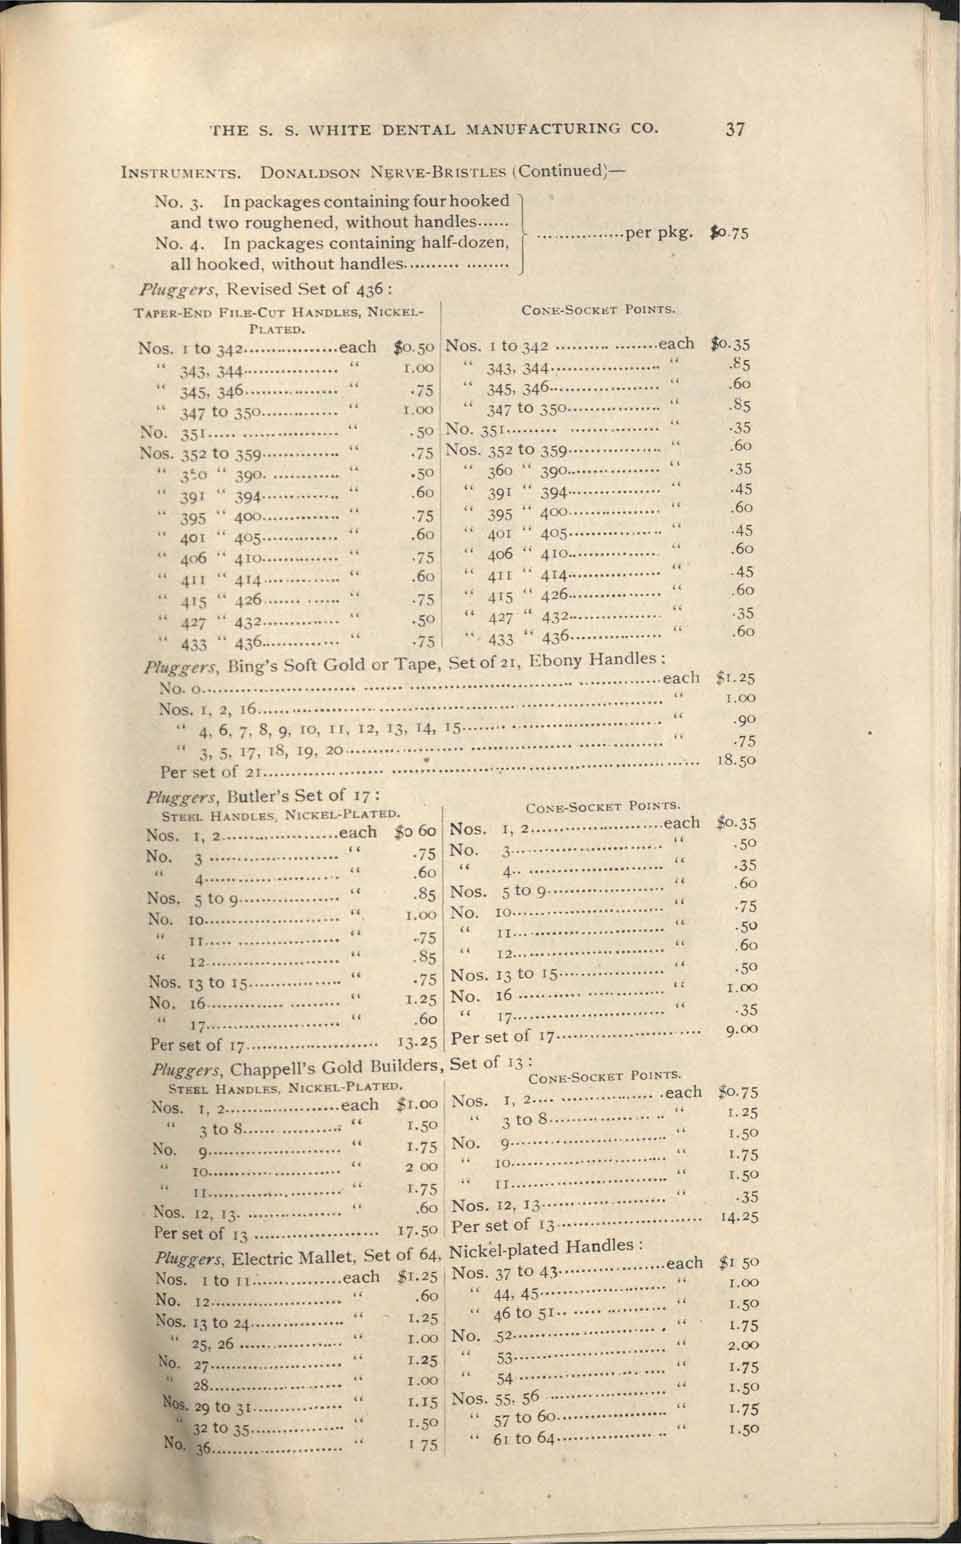 THE S. S. WHITE DENTAL MANUFACTURING CO. 37
INSTRUMENTS. DONALDSON NERVE-BRISTLES (Continued)—
No. 3. In packages containing four hooked
and two roughened, without handles......
No. 4. In packages containing half-dozen,
all hooked, without handles.................. } ................per pkg. $0.75
Pluggers, Revised Set of 436:
TAPER-END FILE-CUT HANDLES, NICKEL-
PLATED.
Nos. 1 to 342..................each $0.50
" 343, 344.................. " 1.00
" 345, 346.................. " .75
" 347 to 350............... " 1.00
No. 351..................... " .50
Nos. 352 to 359.............. " .75
" 360 " 390. ............ " .50
" 391 " 394............... " .60
" 395 " 400............... " .75
" 401 " 405............... " .60
" 406 " 410............... " .75
" 411 " 414............... " .60
" 415 " 426............... " .75
" 427 " 432............... " .50
" 433 " 436............... " .75
CONE-SOCKET POINTS.
Nos. 1 to 342 ..................each $0.35
" 343, 344.................... " .85
" 345, 346.................... " .60
" 347 to 350................. " .85
No. 351......... ............... " .35
Nos. 352 to 359................. " .60
" 360 " 390.................. " .35
" 391 " 394.................. " .45
" 395 " 400.................. " .60
" 401 " 405.................. " .45
" 406 " 410.................. " .60
" 411 " 414.................. " .45
" 415 " 426.................. " .60
" 427 " 432.................. " .35
" 433 " 436.................. " .60
Pluggers, Bing's Soft Gold or Tape, Set of 21, Ebony Handles:
No. 0....................................................each $1.25
Nos. 1, 2, 16.................................................... " 1.00
" 4, 6, 7, 8, 9, 10, 11, 12, 13, 14, 15........................ " .90
" 3, 5, 17, 18, 19, 20........................................ " .75
Per set of 21.................................................... 18.50
Pluggers, Butler's Set of 17:
STEEL HANDLES, NICKEL-PLATED.
Nos. 1, 2......................each $0 60
No. 3 ........................ " .75
" 4........................ " .60
Nos. 5 to 9.................... " .85
No. 10........................ " 1.00
" 11........................ " .75
" 12........................ " .85
Nos. 13 to 15.................. " .75
No. 16........................ " 1.25
" 17........................ " .60
Per set of 17........................ 13.25
CONE-SOCKET POINTS.
Nos. 1, 2........................each $0.35
No. 3........................ " .50
" 4........................ " .35
Nos. 5 to 9...................... " .60
No. 10........................ " .75
" 11........................ " .50
" 12........................ " .60
Nos. 13 to 15.................... " .50
No. 16 ........................ " 1.00
" 17........................ " .35
Per set of 17........................ 9.00
Pluggers, Chappell's Gold Builders, Set of 13:
STEEL HANDLES, NICKEL-PLATED.
Nos. 1, 2......................each $1.00
" 3 to 8.................. " 1.50
No. 9........................ " 1.75
" 10........................ " 2 00
" 11........................ " 1.75
Nos. 12, 13. .................. " .60
Per set of 13 ........................ 17.50
CONE-SOCKET POINTS.
Nos. 1, 2.... ..................each $0.75
" 3 to 8.................... " 1.25
No. 9........................ " 1.50
" 10........................ " 1.75
" 11........................ " 1.50
Nos. 12, 13.................... " .35
Per set of 13........................ 14.25
Pluggers, Electric Mallet, Set of 64, Nickel-plated Handles:
Nos. 1 to 11..................each $1.25
No. 12........................ " .60
Nos. 13 to 24.................. " 1.25
" 25, 26 .................. " 1.00
No. 27........................ " 1.25
" 28........................ " 1.00
Nos. 29 to 31.................. " 1.15
" 32 to 35.................. " 1.50
No. 36........................ " 1 75
Nos. 37 to 43....................each $1 50
" 44, 45.................... " 1.00
" 46 to 51.................. " 1.50
No. 52........................ " 1.75
" 53........................ " 2.00
" 54........................ " 1.75
Nos. 55, 56 .................... " 1.50
" 57 to 60.................. " 1.75
" 61 to 64.................. " 1.50